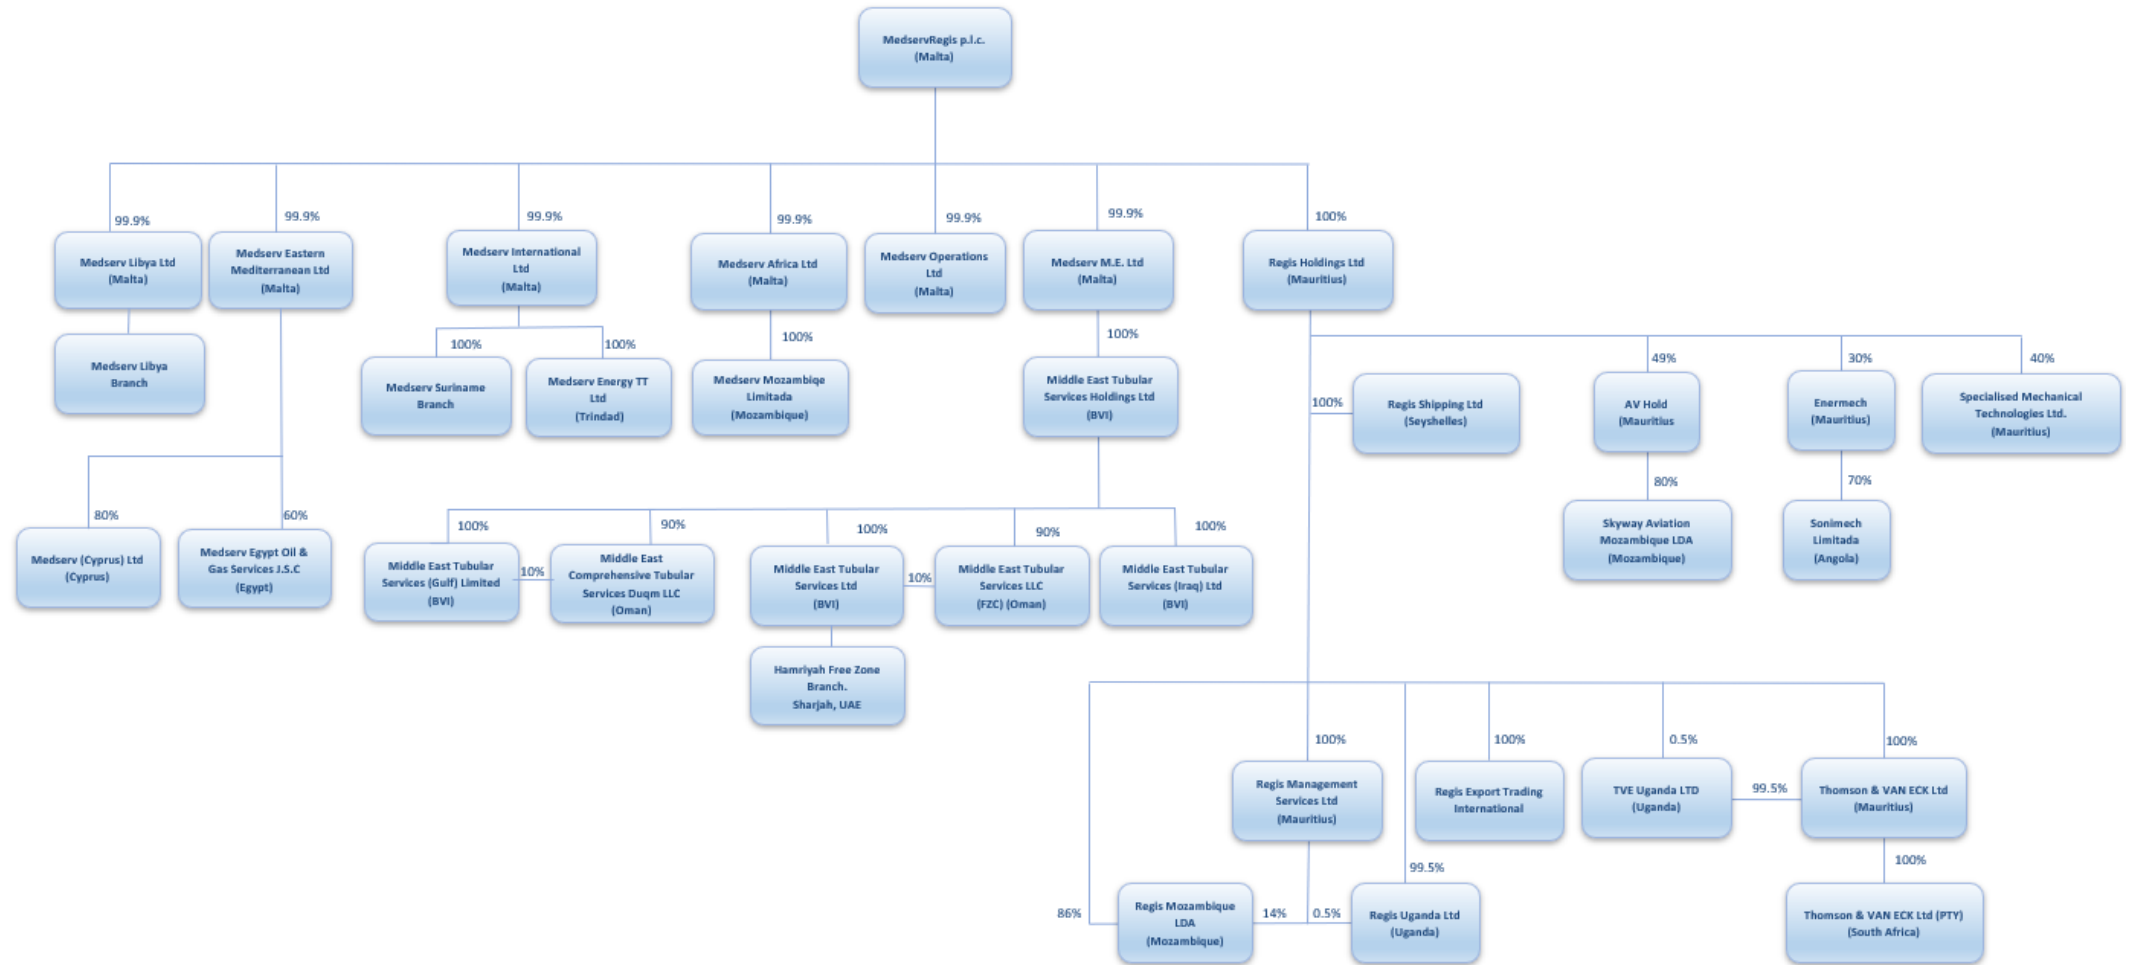 MedservRegis p.l.c.
(Malta)
99.9%
99.9%
99.9%
99.9%
99.9%
99.9%
100%
Medserv Libya Ltd
(Malta)
Medserv Eastern
Mediterranean Ltd
(Malta)
Medserv International
Ltd
(Malta)
Medserv Africa Ltd
(Malta)
Medserv Operations
Ltd
(Malta)
Medserv M.E. Ltd
(Malta)
Regis Holdings Ltd
(Mauritius)
Medserv Libya
Branch
100%
Medserv Suriname
Branch
100%
Medserv Energy TT
Ltd
(Trindad)
100%
Medserv Mozambiqe
Limitada
(Mozambique)
100%
Middle East Tubular
Services Holdings Ltd
(BVI)
100%
Regis Shipping Ltd
(Seyshelles)
49%
AV Hold
(Mauritius
30%
Enermech
(Mauritius)
40%
Specialised Mechanical
Technologies Ltd.
(Mauritius)
80%
Skyway Aviation
Mozambique LDA
(Mozambique)
70%
Sonimech
Limitada
(Angola)
80%
Medserv (Cyprus) Ltd
(Cyprus)
60%
Medserv Egypt Oil &
Gas Services J.S.C
(Egypt)
100%
Middle East Tubular
Services (Gulf) Limited
(BVI)
10%
90%
Middle East
Comprehensive Tubular
Services Duqm LLC
(Oman)
100%
Middle East Tubular
Services Ltd
(BVI)
10%
90%
Middle East Tubular
Services LLC
(FZC) (Oman)
100%
Middle East Tubular
Services (Iraq) Ltd
(BVI)
Hamriyah Free Zone
Branch.
Sharjah, UAE
100%
Regis Management
Services Ltd
(Mauritius)
100%
Regis Export Trading
International
0.5%
TVE Uganda LTD
(Uganda)
99.5%
100%
Thomson & VAN ECK Ltd
(Mauritius)
86%
Regis Mozambique
LDA
(Mozambique)
14%
0.5%
99.5%
Regis Uganda Ltd
(Uganda)
100%
Thomson & VAN ECK Ltd (PTY)
(South Africa)